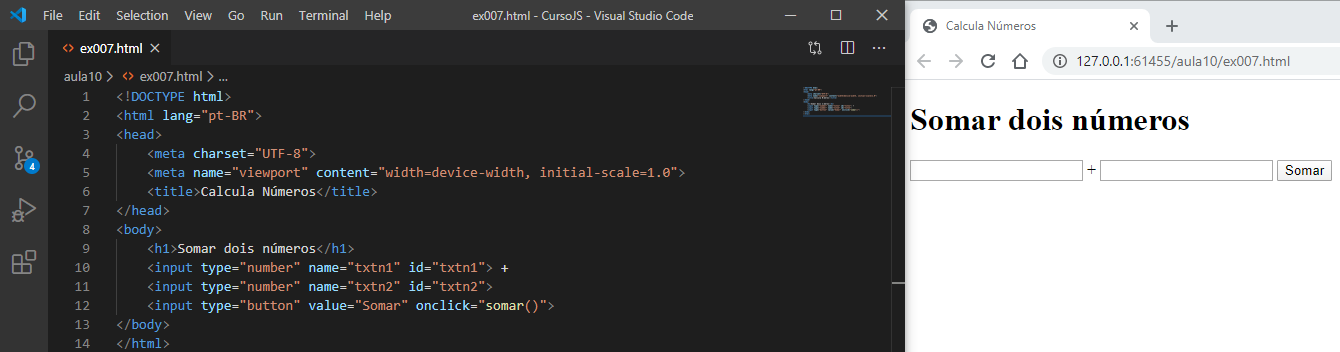 File Edit Selection View Go Run Terminal Help ex007.html - CursoJS - Visual Studio Code
ex007.html
aula10 > ex007.html > ...
1 <!DOCTYPE html>
2 <html lang="pt-BR">
3 <head>
4 <meta charset="UTF-8">
5 <meta name="viewport" content="width=device-width, initial-scale=1.0">
6 <title>Calcula Números</title>
7 </head>
8 <body>
9 <h1>Somar dois números</h1>
10 <input type="number" name="txtn1" id="txtn1"> +
11 <input type="number" name="txtn2" id="txtn2">
12 <input type="button" value="Somar" onclick="somar()">
13 </body>
14 </html>
4
Calcula Números
127.0.0.1:61455/aula10/ex007.html
Somar dois números
+ Somar